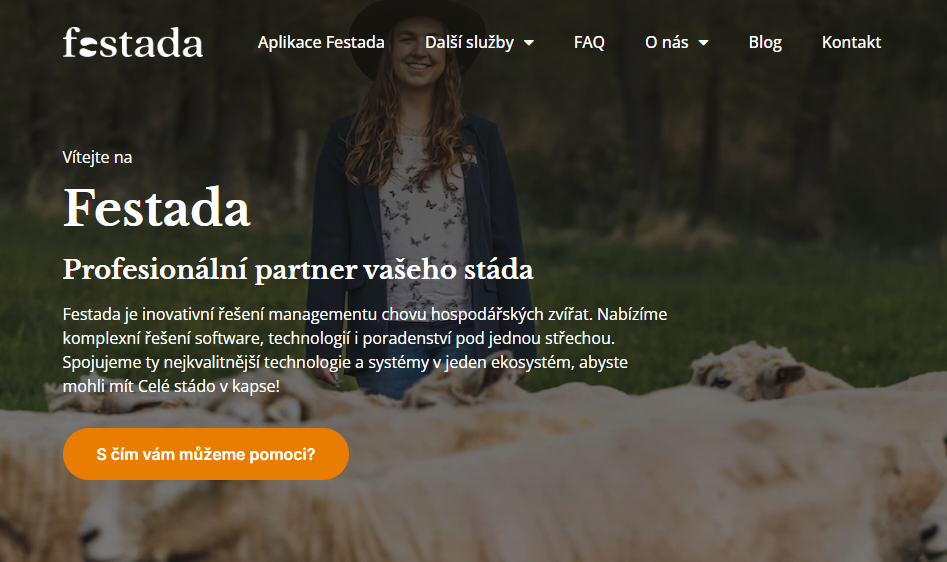 festada
Aplikace Festada
Další služby
FAQ
O nás
Blog
Kontakt
Vítejte na
Festada
Profesionální partner vašeho stáda
Festada je inovativní řešení managementu chovu hospodářských zvířat. Nabízíme
komplexní řešení software, technologií i poradenství pod jednou střechou.
Spojujeme ty nejkvalitnější technologie a systémy v jeden ekosystém, abyste
mohli mít Celé stádo v kapse!
S čím vám můžeme pomoci?